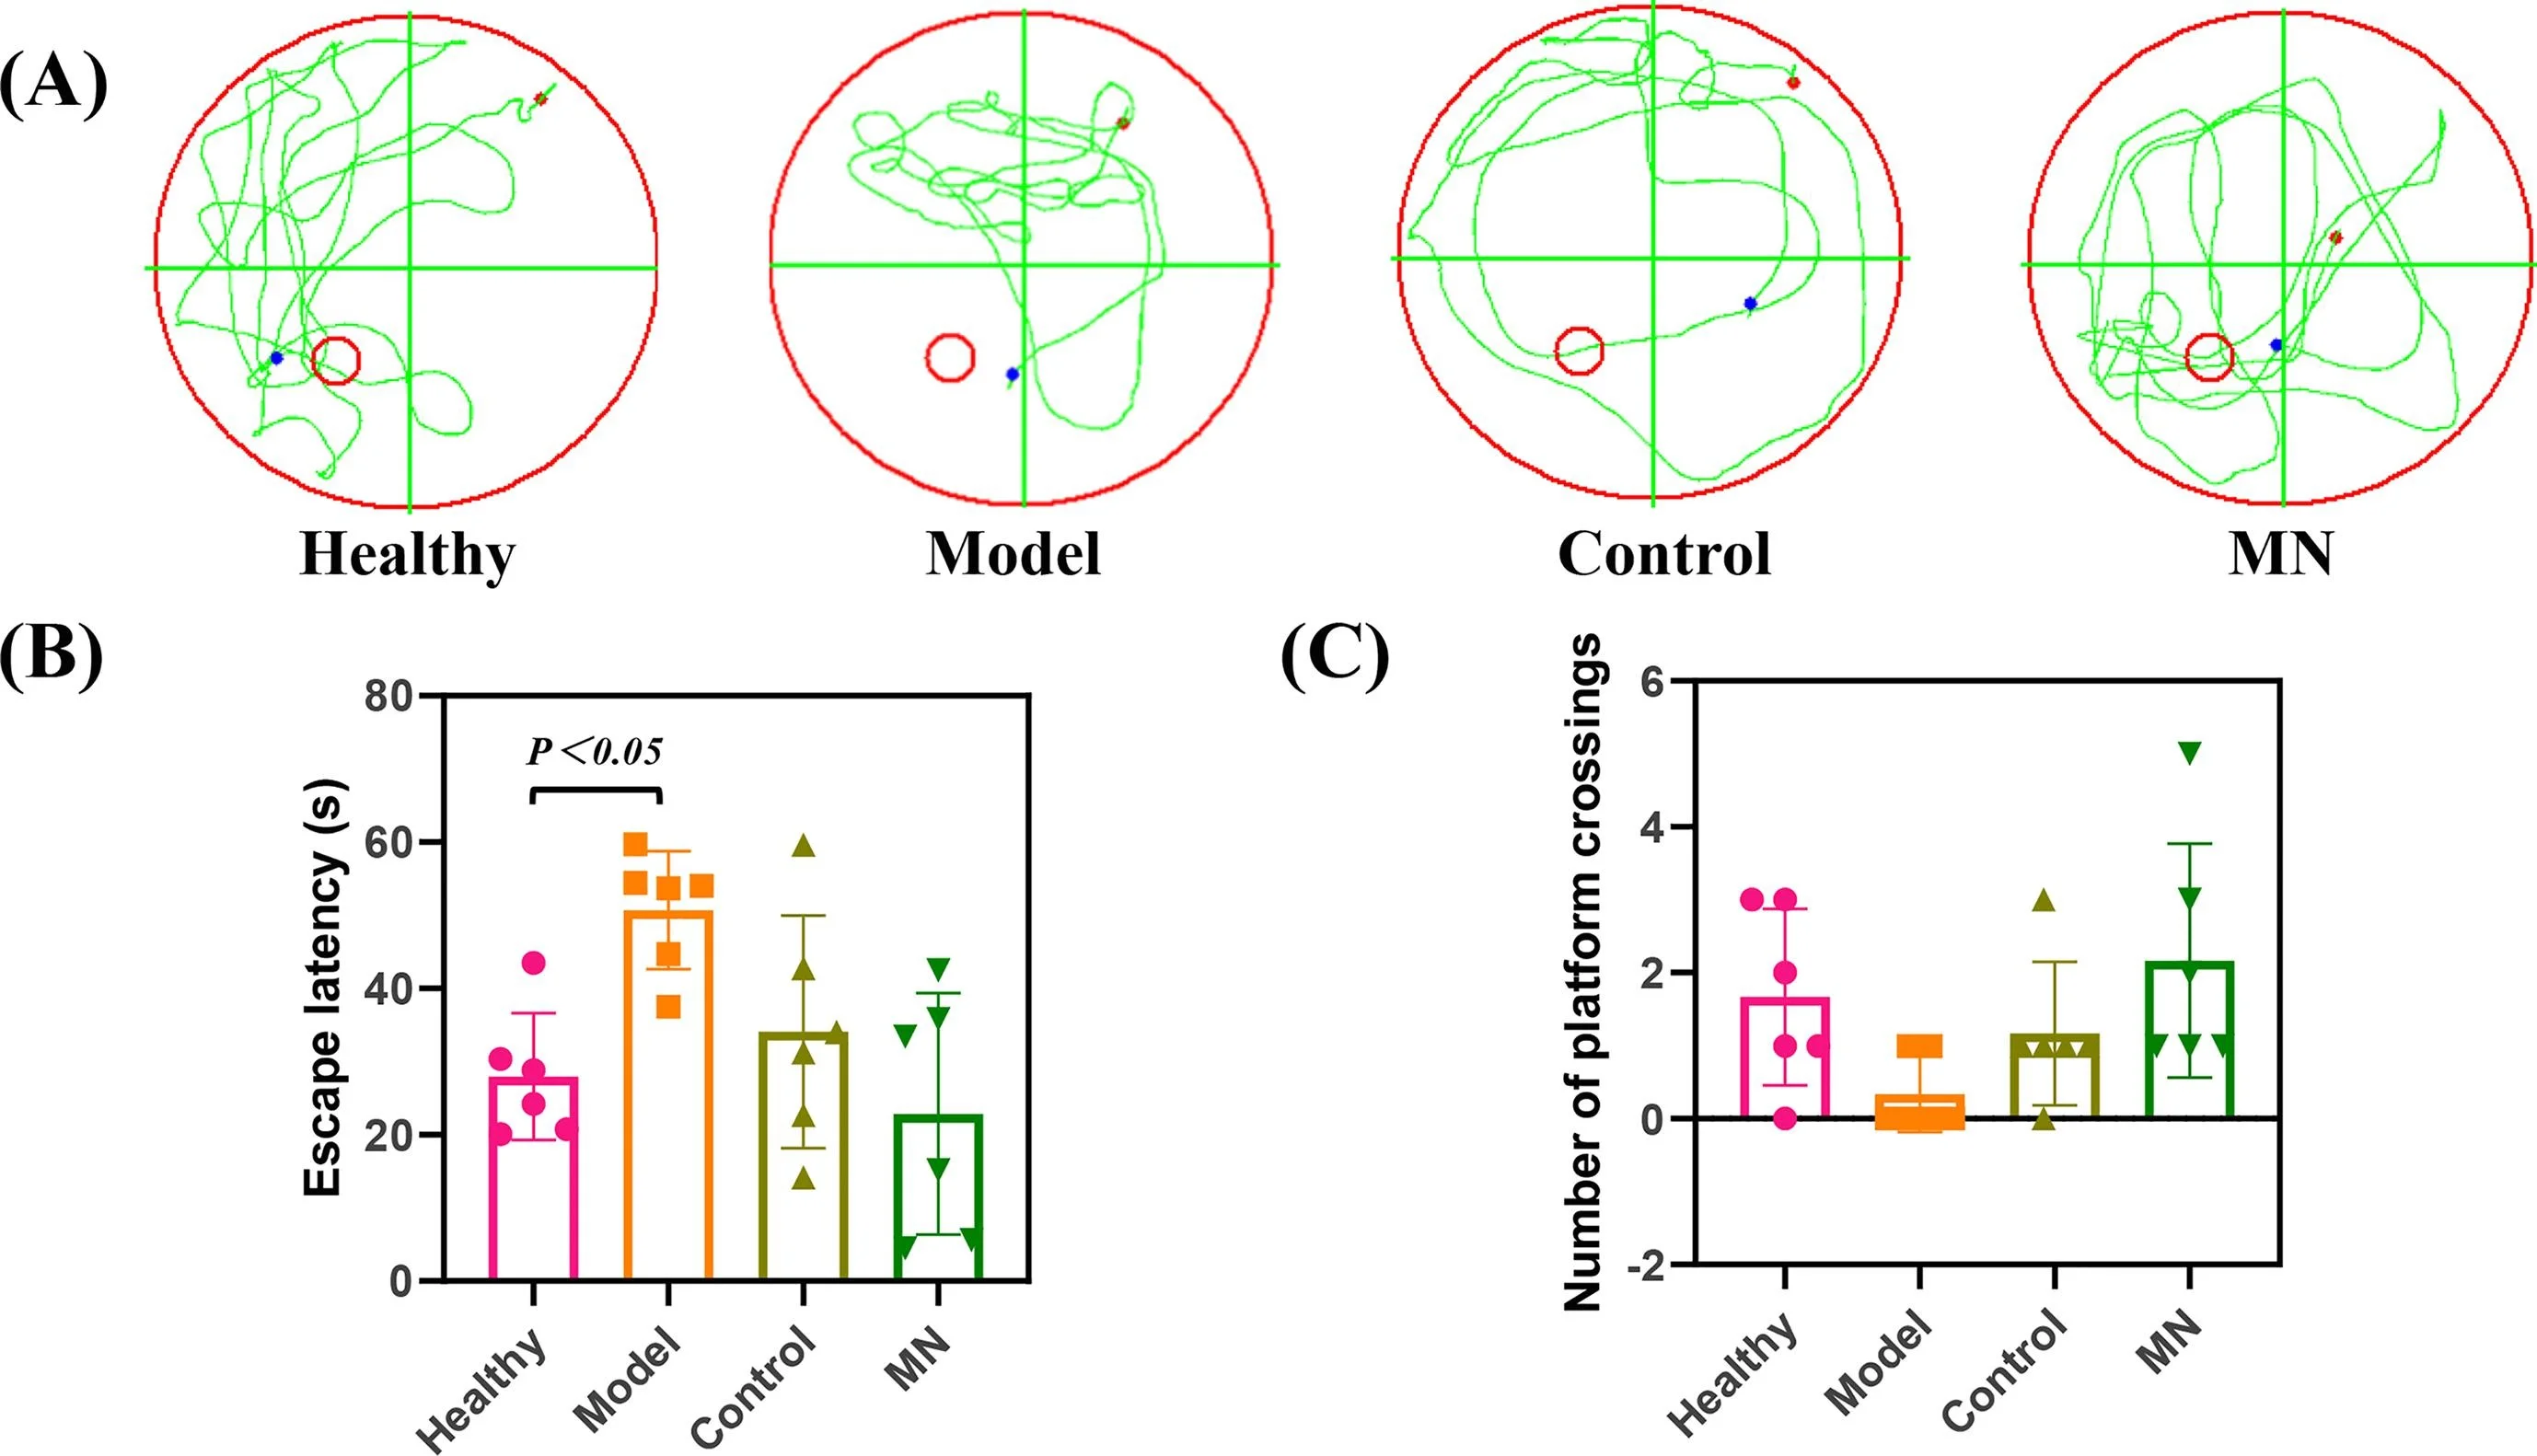 (A)
Healthy
Model
Control
MN
(B)
Escape latency (s)
80
60
40
20
0
P＜0.05
Healthy
Model
Control
MN
(C)
Number of platform crossings
6
4
2
0
-2
Healthy
Model
Control
MN